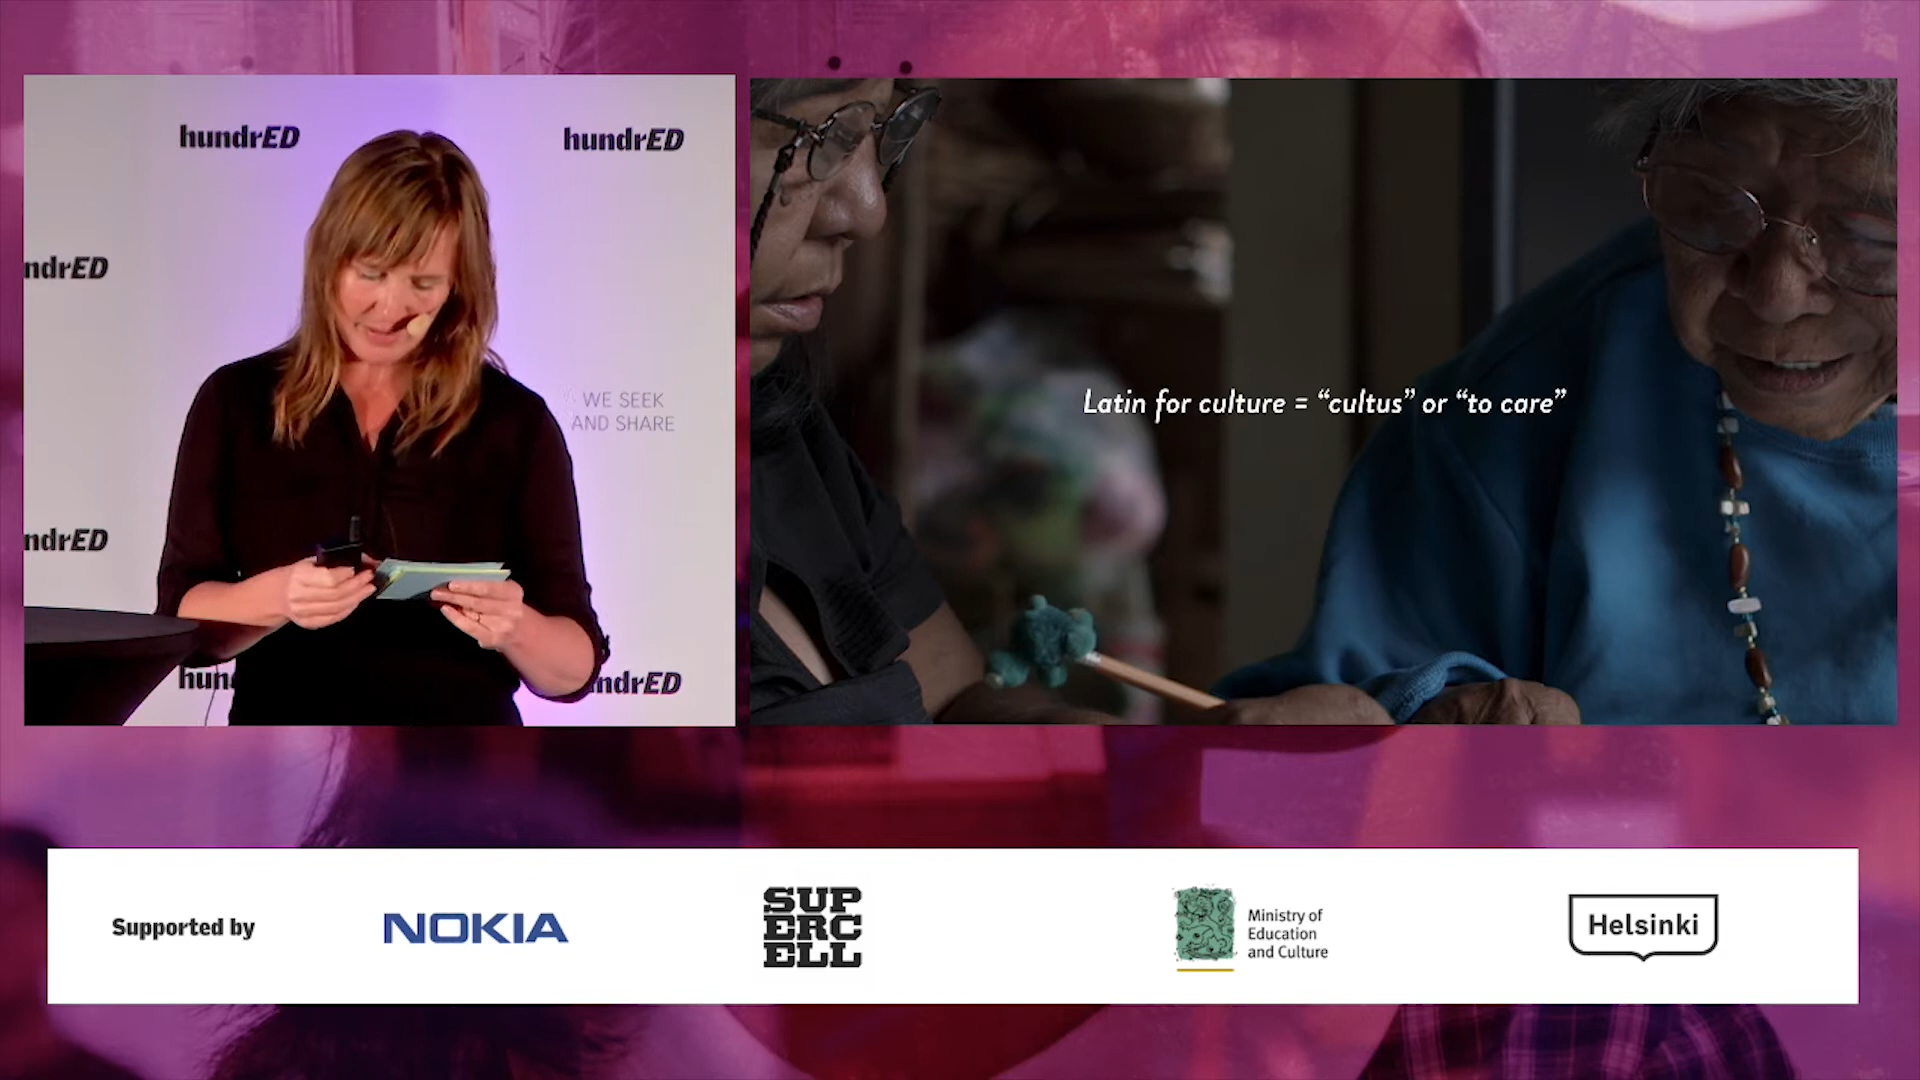 hundrED
hundrED
ndrED
WE SEEK
AND SHARE
ndrED
hun
ndrED
Latin for culture = “cultus” or “to care”
Supported by
NOKIA
SUP
ERC
ELL
Ministry of
Education
and Culture
Helsinki